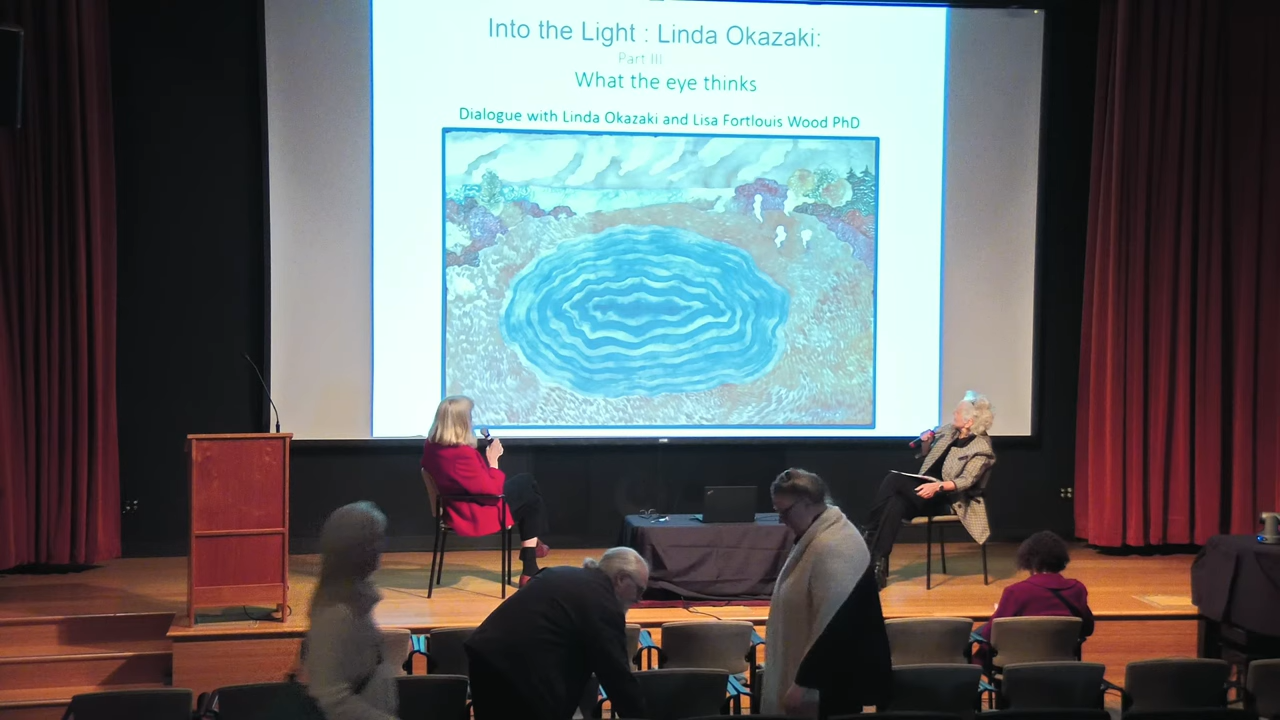 Into the Light : Linda Okazaki:
Part III
What the eye thinks
Dialogue with Linda Okazaki and Lisa Fortlouis Wood PhD